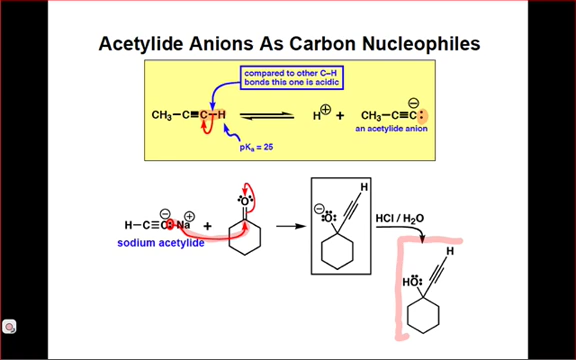 Acetylide Anions As Carbon Nucleophiles
compared to other C–H
bonds this one is acidic
CH₃–C≡C–H
H⊕ + CH₃–C≡C:⊖
an acetylide anion
pKₐ = 25
H–C≡C:⊖ Na⊕ + :O:
sodium acetylide
⊖:Ö: H
HCl / H₂O
H
HÖ: